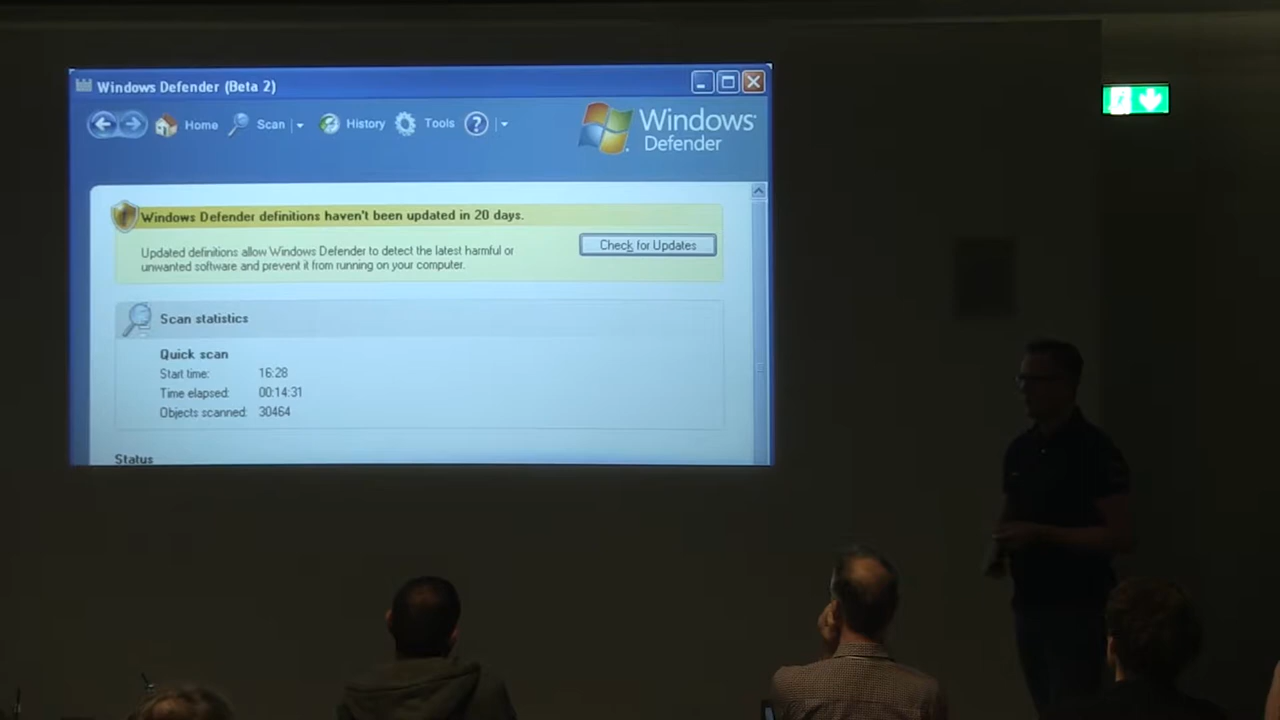 Windows Defender (Beta 2)
Home Scan History Tools ?
Windows
Defender
Windows Defender definitions haven't been updated in 20 days.
Updated definitions allow Windows Defender to detect the latest harmful or
unwanted software and prevent it from running on your computer.
Check for Updates
Scan statistics
Quick scan
Start time: 16:28
Time elapsed: 00:14:31
Objects scanned: 30464
Status